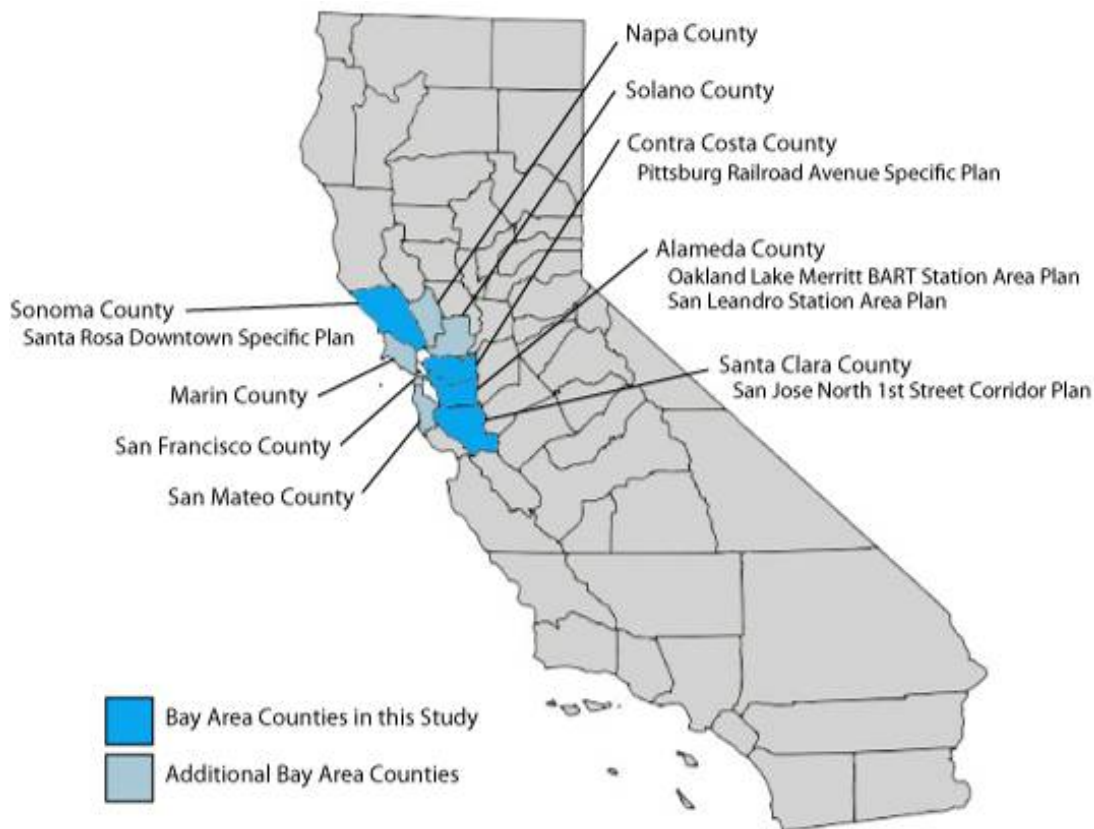 Napa County
Solano County
Contra Costa County
Pittsburg Railroad Avenue Specific Plan
Alameda County
Oakland Lake Merritt BART Station Area Plan
San Leandro Station Area Plan
Sonoma County
Santa Rosa Downtown Specific Plan
Santa Clara County
San Jose North 1st Street Corridor Plan
Marin County
San Francisco County
San Mateo County
Bay Area Counties in this Study
Additional Bay Area Counties